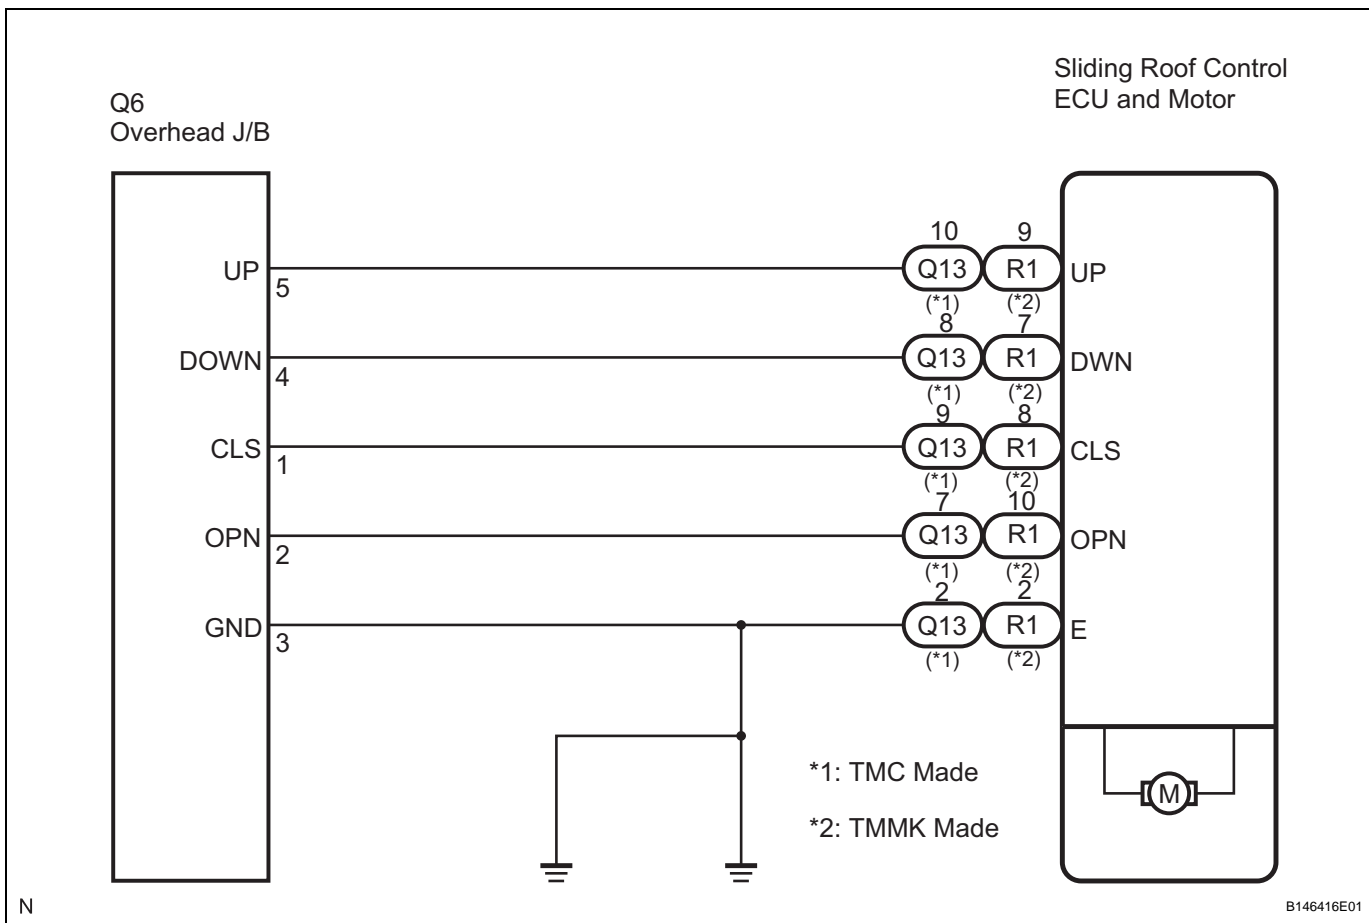 Sliding Roof Control
ECU and Motor
Q6
Overhead J/B
10 9
UP 5 Q13 R1 UP
(*1) (*2)
8 7
DOWN 4 Q13 R1 DWN
(*1) (*2)
9 8
CLS 1 Q13 R1 CLS
(*1) (*2)
7 10
OPN 2 Q13 R1 OPN
(*1) (*2)
2 2
GND 3 Q13 R1 E
(*1) (*2)
*1: TMC Made
M
*2: TMMK Made
N
B146416E01